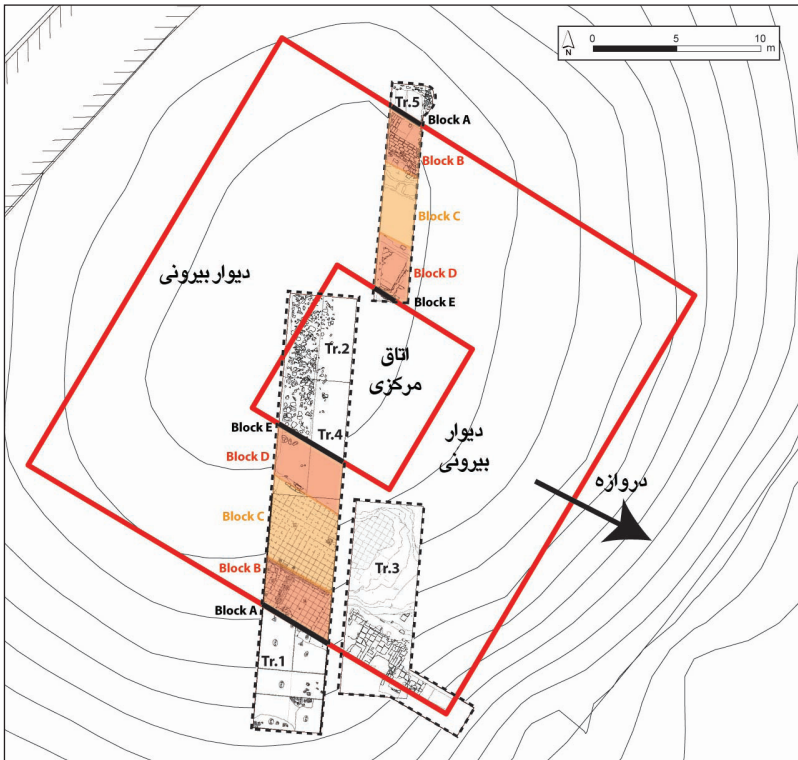 0 5 10
m
N
Tr.5
Block A
Block B
Block C
دیوار بیرونی
Block D
Block E
Tr.2
اتاق
مرکزی
Block E
Tr.4
دیوار
بیرونی
Block D
دروازه
Block C
Tr.3
Block B
Block A
Tr.1